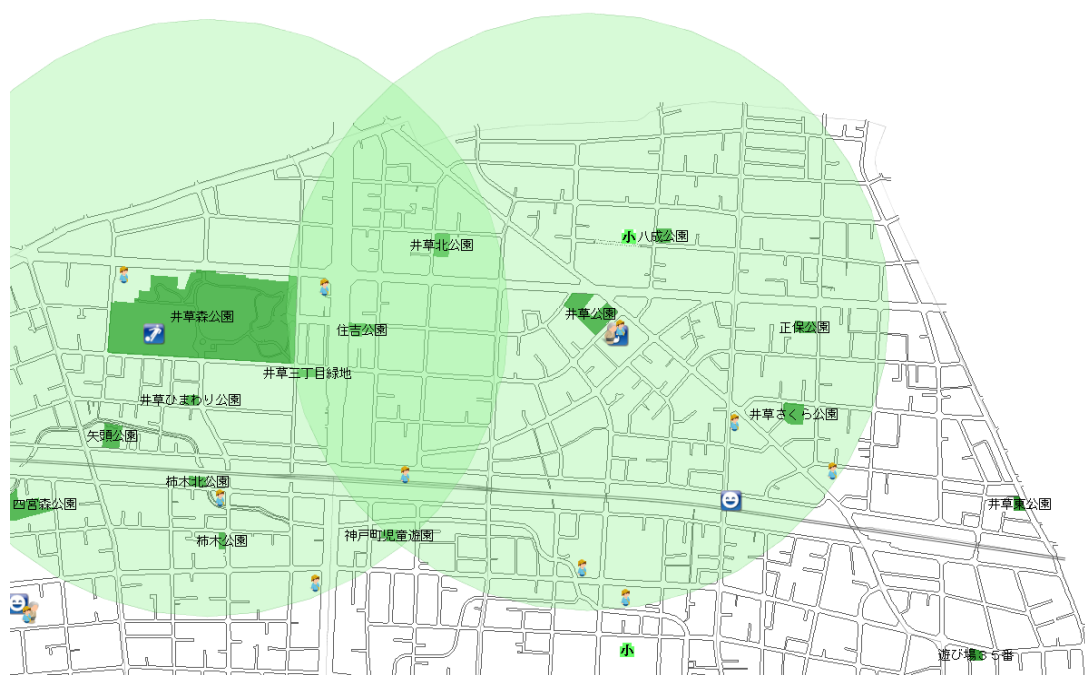 小八成公園
井草北公園
井草公園
井草森公園
正保公園
住吉公園
井草三丁目緑地
井草ひまわり公園
井草さくら公園
矢頭公園
柿木北公園
四宮森公園
井草東公園
神戸町児童遊園
柿木公園
小
遊び場85番